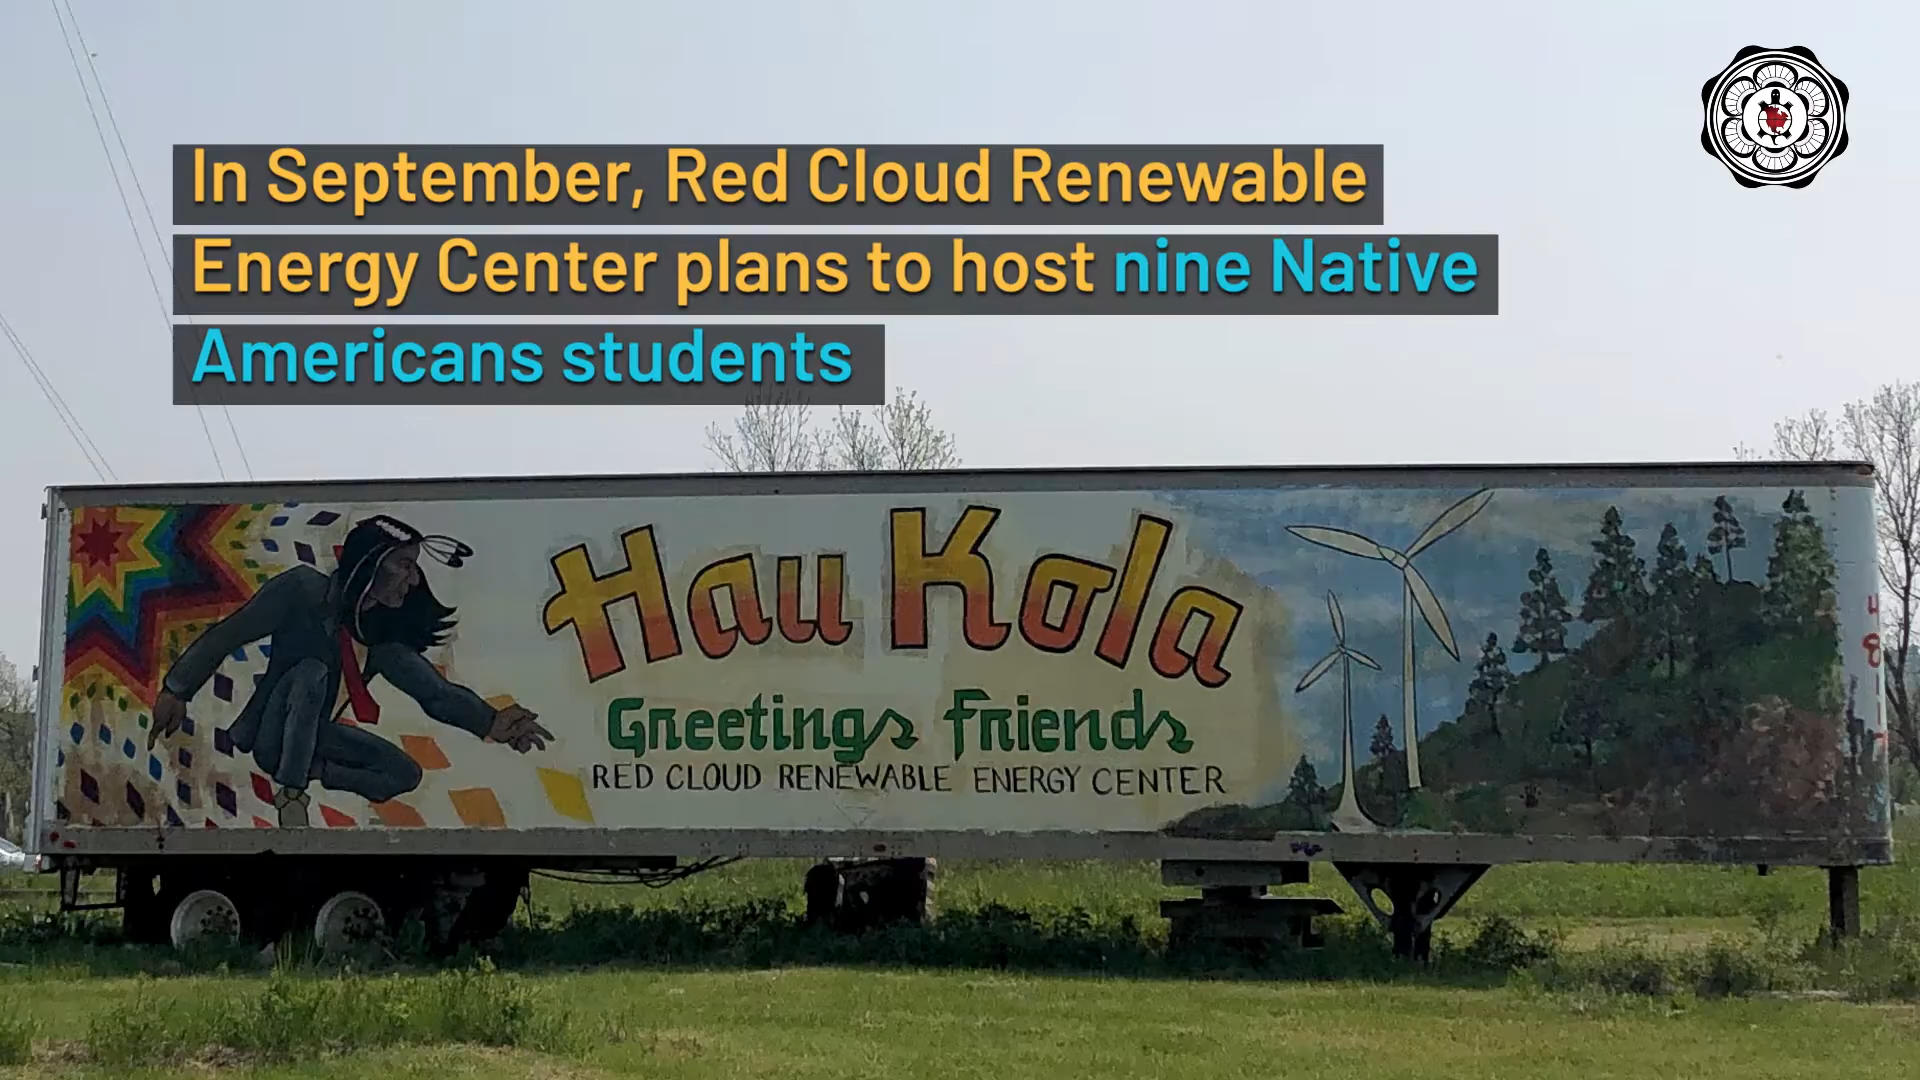 In September, Red Cloud Renewable
Energy Center plans to host nine Native
Americans students
Hau Kola
Greetings Friends
RED CLOUD RENEWABLE ENERGY CENTER